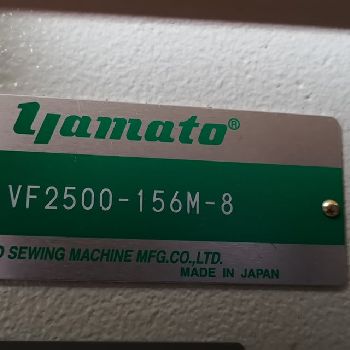 yamato®
VF2500-156M-8
SEWING MACHINE MFG.CO.,LTD.
MADE IN JAPAN